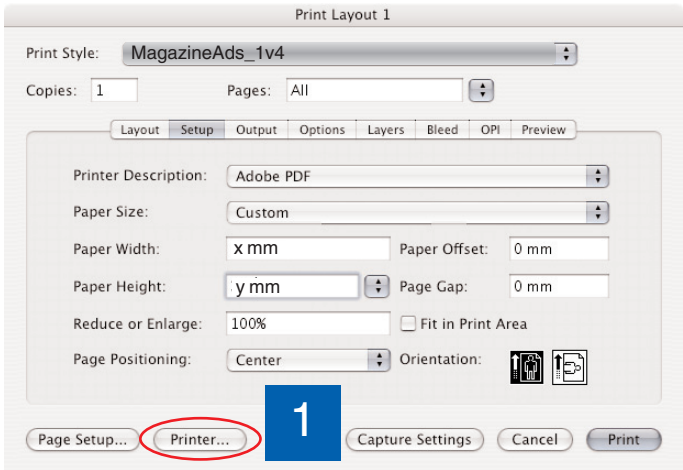 Print Layout 1
Print Style: MagazineAds_1v4
Copies: 1 Pages: All
Layout Setup Output Options Layers Bleed OPI Preview
Printer Description: Adobe PDF
Paper Size: Custom
Paper Width: x mm Paper Offset: 0 mm
Paper Height: y mm Page Gap: 0 mm
Reduce or Enlarge: 100% Fit in Print Area
Page Positioning: Center Orientation:
Page Setup... Printer... 1 Capture Settings Cancel Print